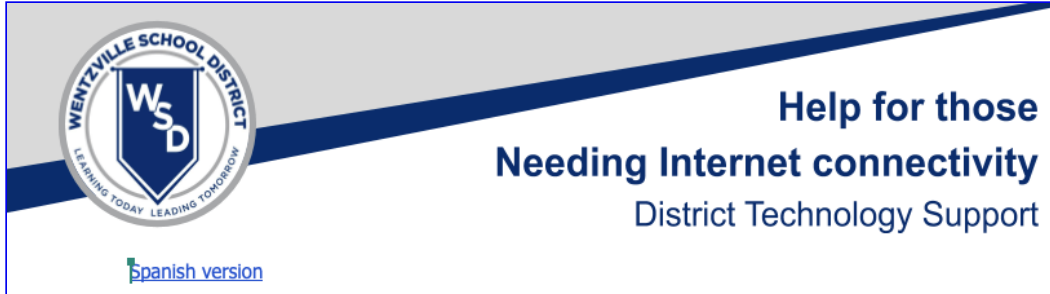 WENTZVILLE SCHOOL DISTRICT
WSD
LEARNING TODAY LEADING TOMORROW
Help for those
Needing Internet connectivity
District Technology Support
Spanish version